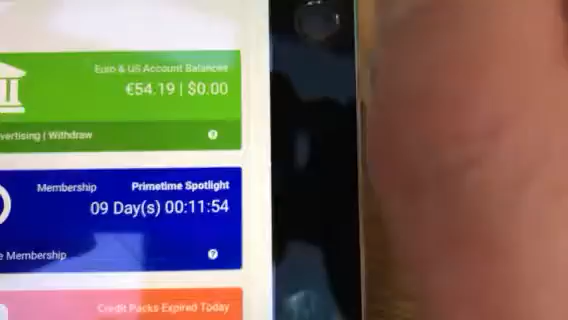 Euro & US Account Balances
€54.19 | $0.00
vertising | Withdraw
Membership Primetime Spotlight
09 Day(s) 00:11:54
e Membership
Credit Packs Expired Today